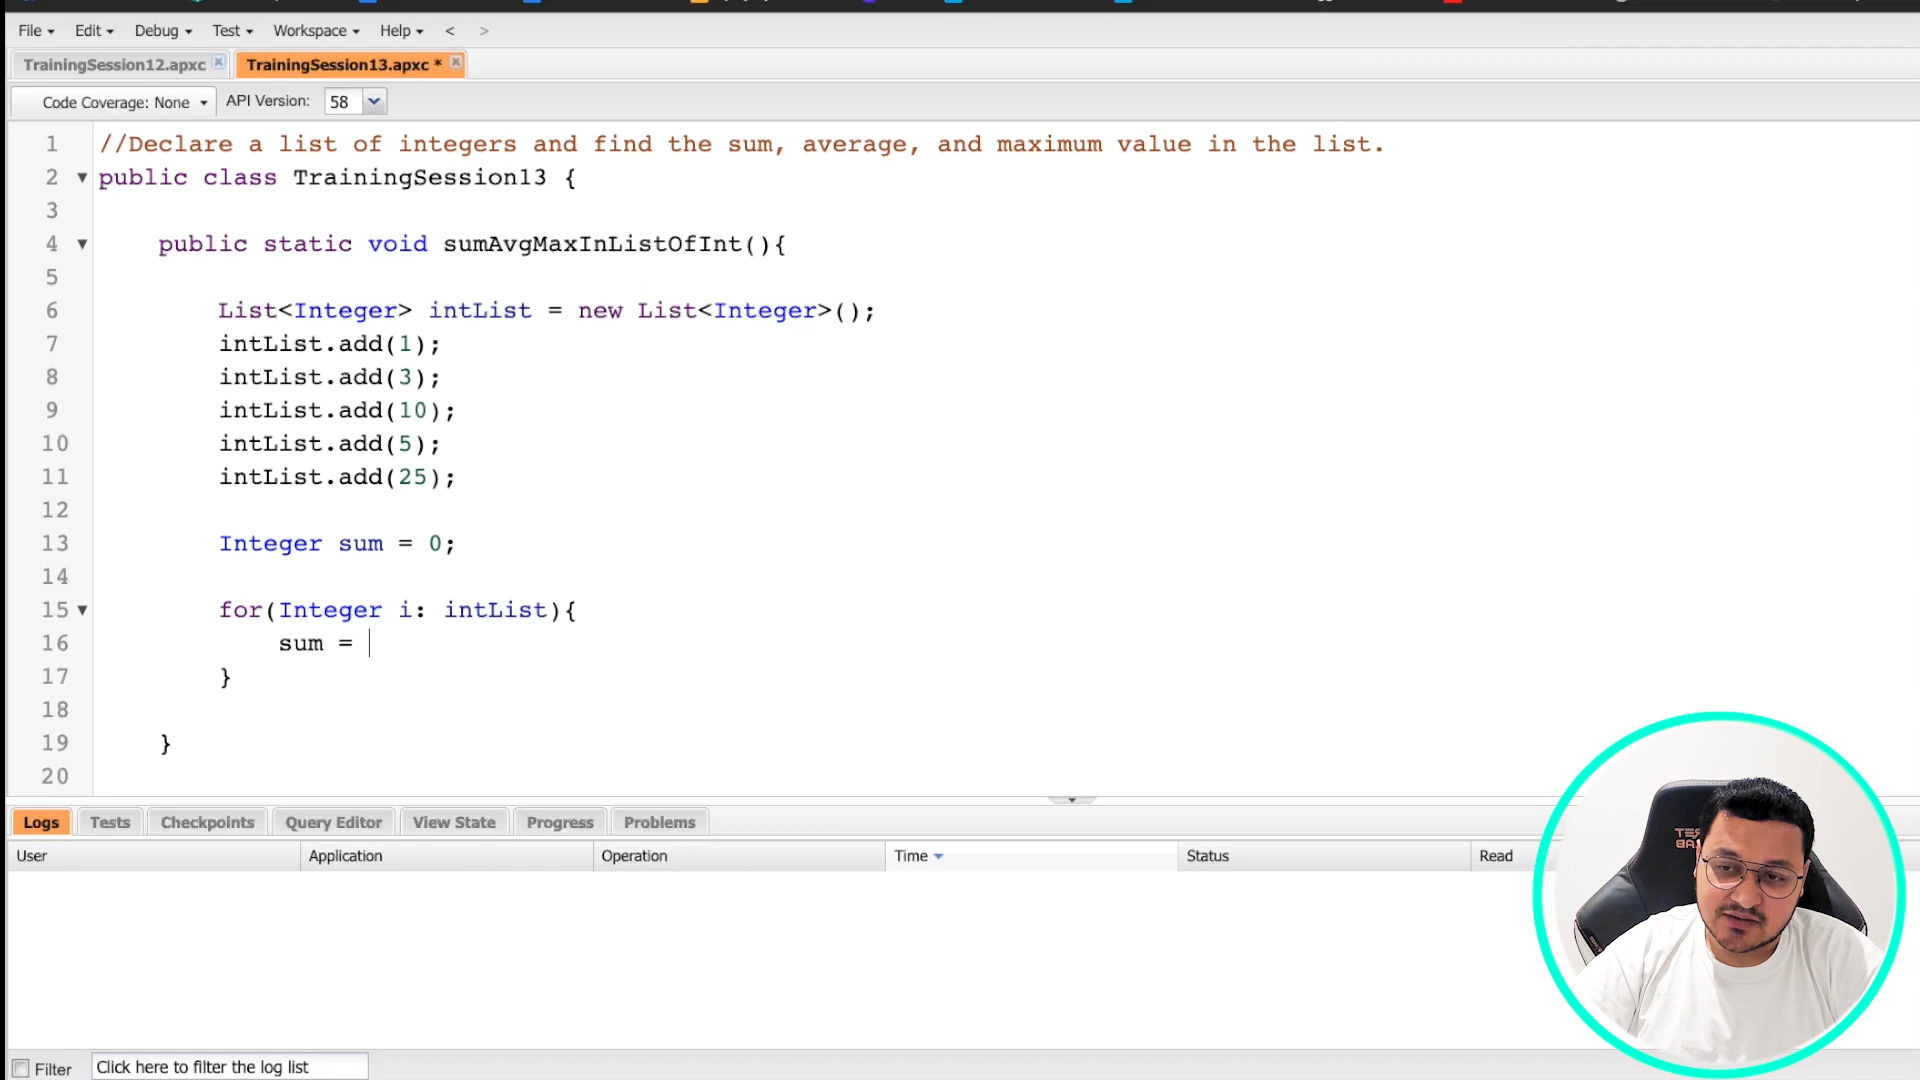 File Edit Debug Test Workspace Help < >
TrainingSession12.apxc TrainingSession13.apxc *
Code Coverage: None API Version: 58
1 //Declare a list of integers and find the sum, average, and maximum value in the list.
2 public class TrainingSession13 {
3
4 public static void sumAvgMaxInListOfInt(){
5
6 List<Integer> intList = new List<Integer>();
7 intList.add(1);
8 intList.add(3);
9 intList.add(10);
10 intList.add(5);
11 intList.add(25);
12
13 Integer sum = 0;
14
15 for(Integer i: intList){
16 sum =
17 }
18
19 }
20
Logs Tests Checkpoints Query Editor View State Progress Problems
User Application Operation Time Status Read
Filter Click here to filter the log list